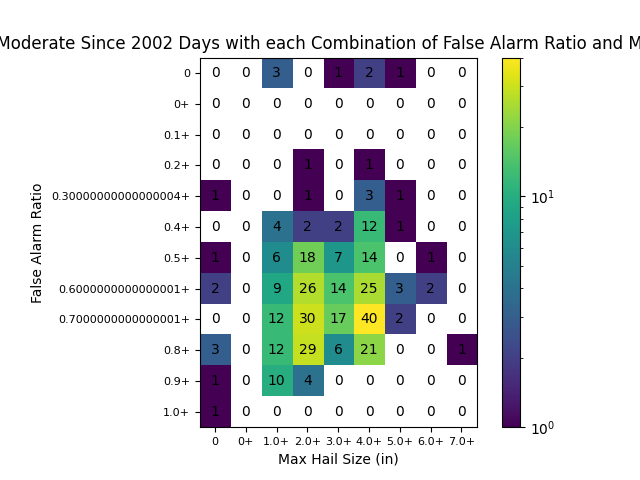 Moderate Since 2002 Days with each Combination of False Alarm Ratio and M
0 0 0 3 0 1 2 1 0 0
0+ 0 0 0 0 0 0 0 0 0
0.1+ 0 0 0 0 0 0 0 0 0
0.2+ 0 0 0 1 0 1 0 0 0
0.30000000000000004+ 1 0 0 1 0 3 1 0 0
0.4+ 0 0 4 2 2 12 1 0 0
0.5+ 1 0 6 18 7 14 0 1 0
0.6000000000000001+ 2 0 9 26 14 25 3 2 0
0.7000000000000001+ 0 0 12 30 17 40 2 0 0
0.8+ 3 0 12 29 6 21 0 0 1
0.9+ 1 0 10 4 0 0 0 0 0
1.0+ 1 0 0 0 0 0 0 0 0
0 0+ 1.0+ 2.0+ 3.0+ 4.0+ 5.0+ 6.0+ 7.0+
Max Hail Size (in)
False Alarm Ratio
10¹
10⁰